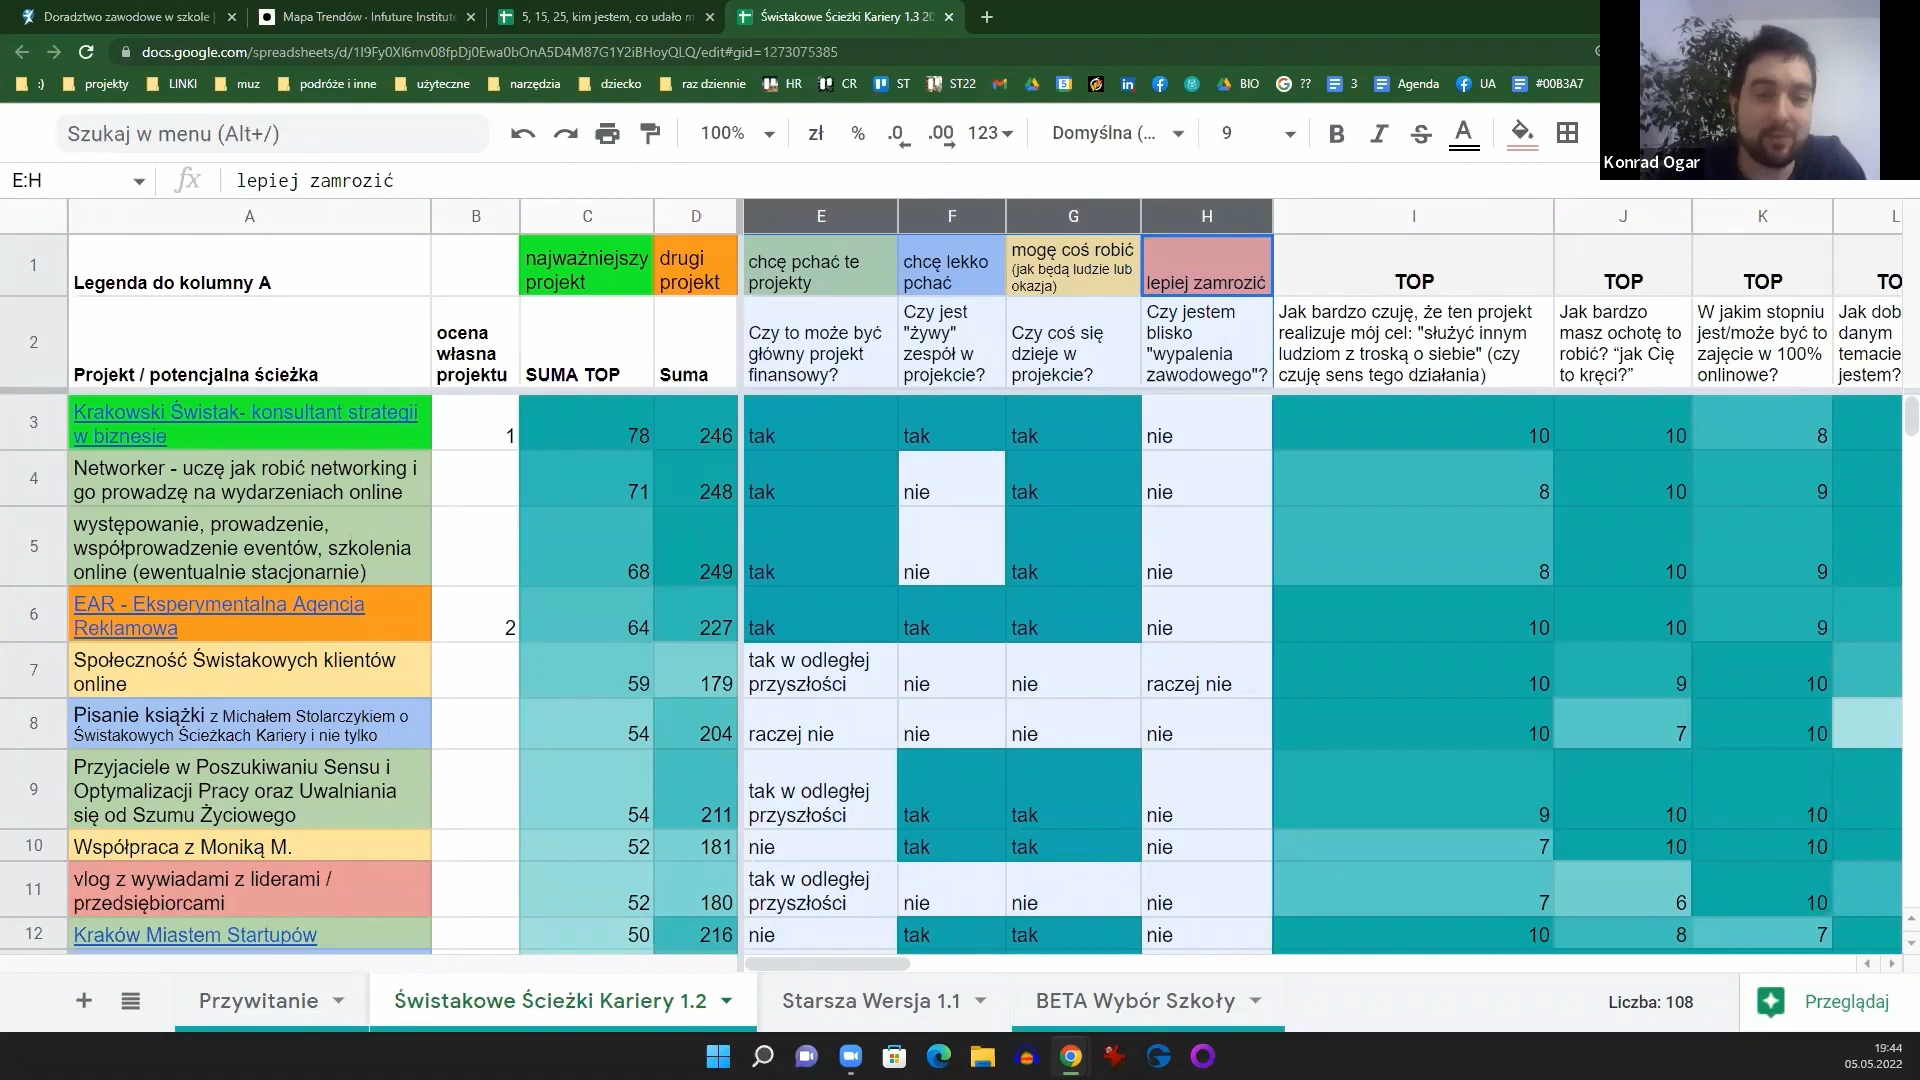 Doradztwo zawodowe w szkole |
Mapa Trendów · Infuture Institute
5, 15, 25, kim jestem, co udało
Świstakowe Ścieżki Kariery 1.3 20
docs.google.com/spreadsheets/d/1I9Fy0Xl6mv08fpDj0Ewa0bOnA5D4M87G1Y2iBHoyQLQ/edit#gid=1273075385
:) projekty LINKI muz podróże i inne użyteczne narzędzia dziecko raz dziennie HR CR ST ST22 BIO ?? 3 Agenda UA #00B3A7
Konrad Ogar
Szukaj w menu (Alt+/) 100% zł % .0 .00 123 Domyślna (... 9 B I S A
E:H fx lepiej zamrozić
A B C D E F G H I J K L
1 Legenda do kolumny A
najważniejszy projekt
drugi projekt
chcę pchać te projekty
chcę lekko pchać
mogę coś robić (jak będą ludzie lub okazja)
lepiej zamrozić
TOP TOP TOP TO
2 Projekt / potencjalna ścieżka
ocena własna projektu
SUMA TOP
Suma
Czy to może być główny projekt finansowy?
Czy jest "żywy" zespół w projekcie?
Czy coś się dzieje w projekcie?
Czy jestem blisko "wypalenia zawodowego"?
Jak bardzo czuję, że ten projekt realizuje mój cel: "służyć innym ludziom z troską o siebie" (czy czuję sens tego działania)
Jak bardzo masz ochotę to robić? “jak Cię to kręci?”
W jakim stopniu jest/może być to zajęcie w 100% onlinowe?
Jak dob danym temacie jestem?
3 Krakowski Świstak- konsultant strategii w biznesie 1 78 246 tak tak tak nie 10 10 8
4 Networker - uczę jak robić networking i go prowadzę na wydarzeniach online 71 248 tak nie tak nie 8 10 9
5 występowanie, prowadzenie, współprowadzenie eventów, szkolenia online (ewentualnie stacjonarnie) 68 249 tak nie tak nie 8 10 9
6 EAR - Eksperymentalna Agencja Reklamowa 2 64 227 tak tak tak nie 10 10 9
7 Społeczność Świstakowych klientów online 59 179 tak w odległej przyszłości nie nie raczej nie 10 9 10
8 Pisanie książki z Michałem Stolarczykiem o Świstakowych Ścieżkach Kariery i nie tylko 54 204 raczej nie nie nie nie 10 7 10
9 Przyjaciele w Poszukiwaniu Sensu i Optymalizacji Pracy oraz Uwalniania się od Szumu Życiowego 54 211 tak w odległej przyszłości tak tak nie 9 10 10
10 Współpraca z Moniką M. 52 181 nie tak tak nie 7 10 10
11 vlog z wywiadami z liderami / przedsiębiorcami 52 180 tak w odległej przyszłości nie nie nie 7 6 10
12 Kraków Miastem Startupów 50 216 nie tak tak nie 10 8 7
Przywitanie Świstakowe Ścieżki Kariery 1.2 Starsza Wersja 1.1 BETA Wybór Szkoły Liczba: 108 Przeglądaj
19:44
05.05.2022